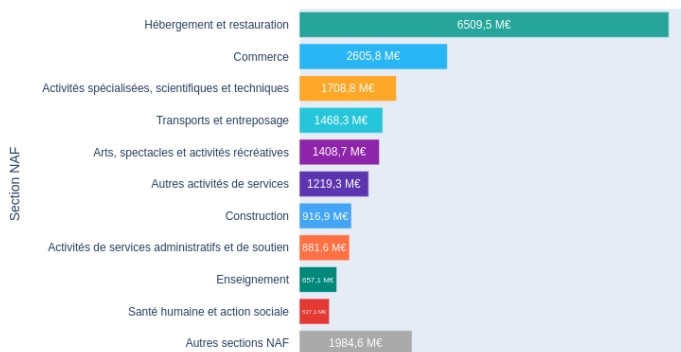 Section NAF
Hébergement et restauration 6509,5 M€
Commerce 2605,8 M€
Activités spécialisées, scientifiques et techniques 1708,8 M€
Transports et entreposage 1468,3 M€
Arts, spectacles et activités récréatives 1408,7 M€
Autres activités de services 1219,3 M€
Construction 916,9 M€
Activités de services administratifs et de soutien 881,6 M€
Enseignement 657,1 M€
Santé humaine et action sociale 527,1 M€
Autres sections NAF 1984,6 M€